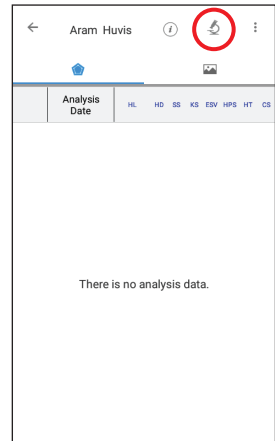 Aram Huvis
Analysis Date HL HD SS KS ESV HPS HT CS
There is no analysis data.